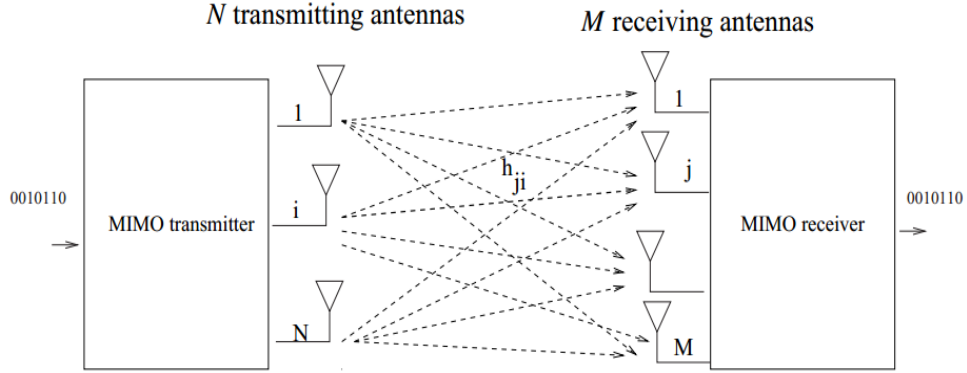 N transmitting antennas
M receiving antennas
1
1
h
ji
j
0010110
0010110
i
MIMO transmitter
MIMO receiver
N
M